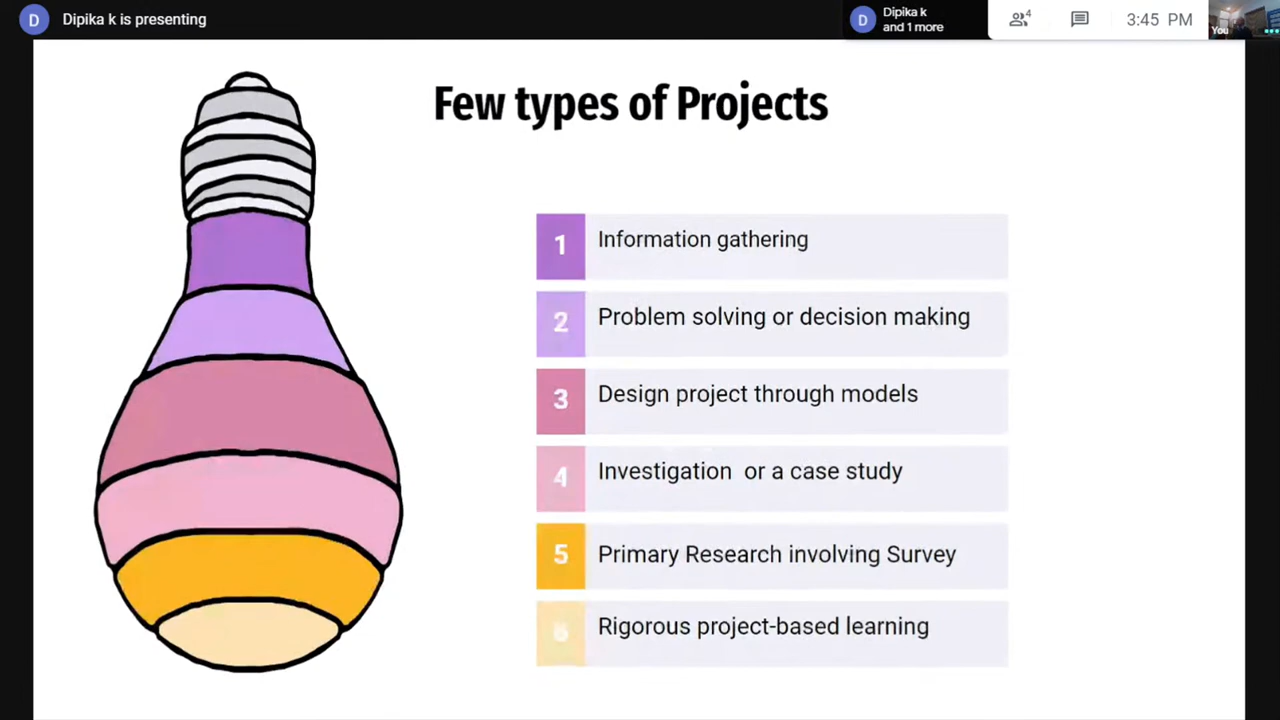 D Dipika k is presenting
D Dipika k
and 1 more
4
3:45 PM
You
Few types of Projects
1 Information gathering
2 Problem solving or decision making
3 Design project through models
4 Investigation or a case study
5 Primary Research involving Survey
6 Rigorous project-based learning